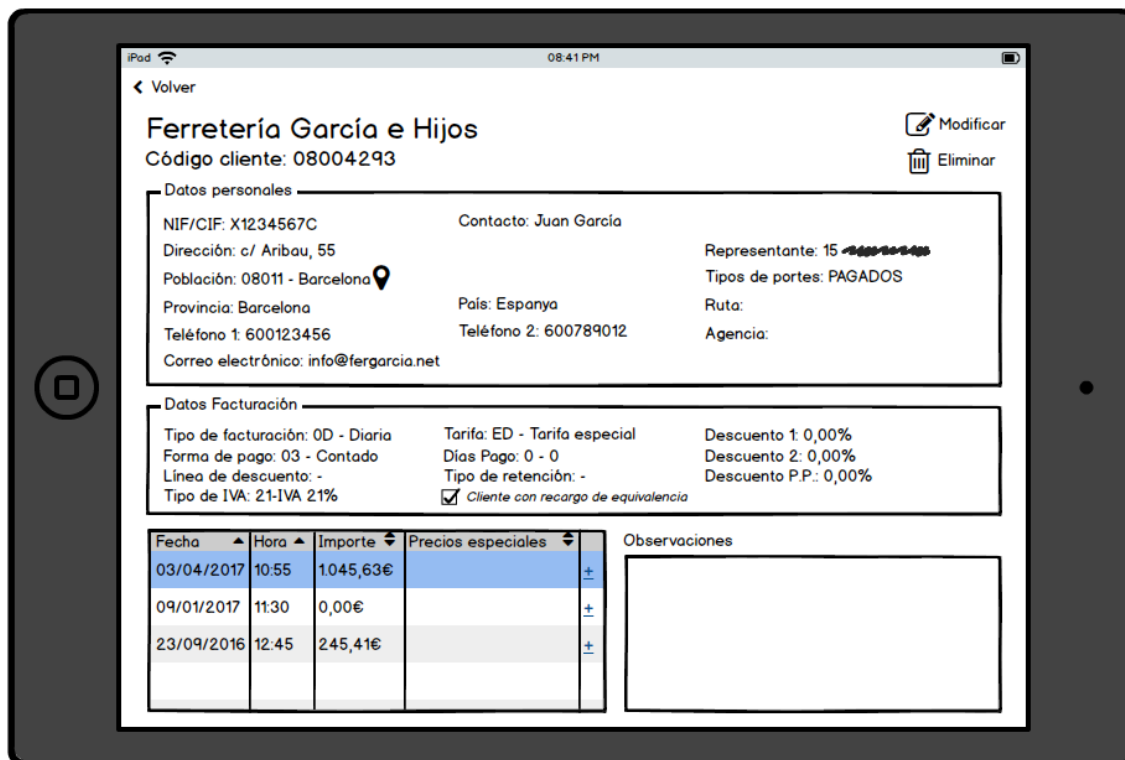 iPad 08:41 PM
Volver
Ferretería García e Hijos
Modificar
Código cliente: 08004293
Eliminar
Datos personales
NIF/CIF: X1234567C Contacto: Juan García
Dirección: c/ Aribau, 55 Representante: 15
Población: 08011 - Barcelona Tipos de portes: PAGADOS
Provincia: Barcelona País: Espanya Ruta:
Teléfono 1: 600123456 Teléfono 2: 600789012 Agencia:
Correo electrónico: info@fergarcia.net
Datos Facturación
Tipo de facturación: 0D - Diaria Tarifa: ED - Tarifa especial Descuento 1: 0,00%
Forma de pago: 03 - Contado Días Pago: 0 - 0 Descuento 2: 0,00%
Línea de descuento: - Tipo de retención: - Descuento P.P.: 0,00%
Tipo de IVA: 21-IVA 21% Cliente con recargo de equivalencia
Fecha Hora Importe Precios especiales Observaciones
03/04/2017 10:55 1.045,63€ +
09/01/2017 11:30 0,00€ +
23/09/2016 12:45 245,41€ +